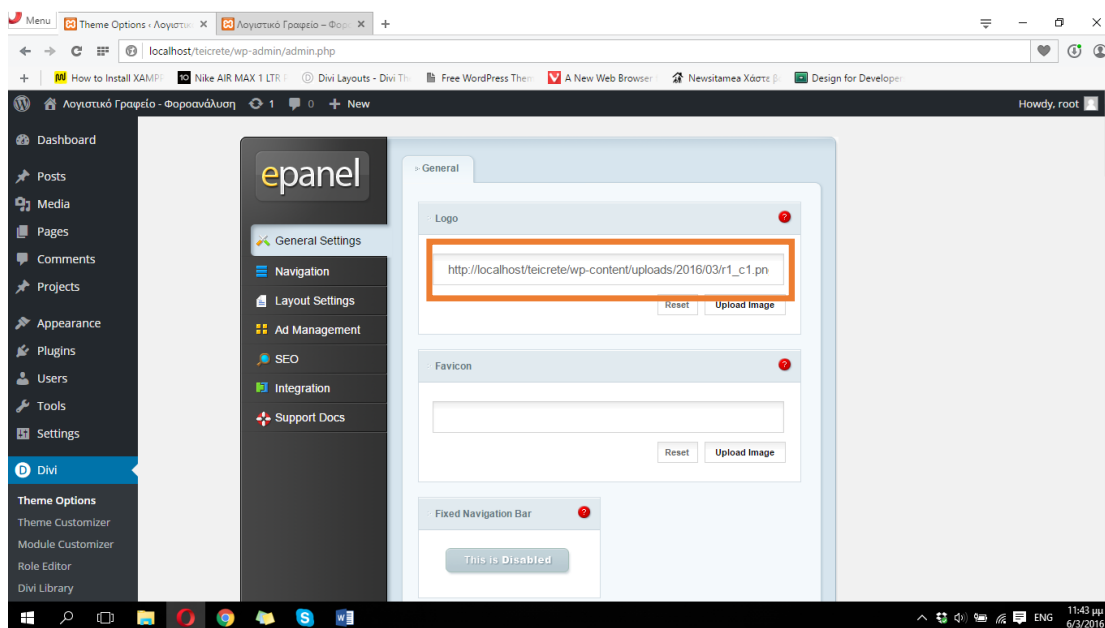 Menu
Theme Options ‹ Λογιστικ
Λογιστικό Γραφείο – Φορ
localhost/teicrete/wp-admin/admin.php
How to Install XAMPP
Nike AIR MAX 1 LTR
Divi Layouts - Divi
Free WordPress Them
A New Web Browser
Newsitamea Χάστε
Design for Developer
Λογιστικό Γραφείο - Φοροανάλυση 1 0 + New
Howdy, root
Dashboard
Posts
Media
Pages
Comments
Projects
Appearance
Plugins
Users
Tools
Settings
Divi
Theme Options
Theme Customizer
Module Customizer
Role Editor
Divi Library
epanel
General Settings
Navigation
Layout Settings
Ad Management
SEO
Integration
Support Docs
General
Logo
http://localhost/teicrete/wp-content/uploads/2016/03/r1_c1.pn
Reset Upload Image
Favicon
Reset Upload Image
Fixed Navigation Bar
This is Disabled
ENG
11:43 μμ
6/3/2016